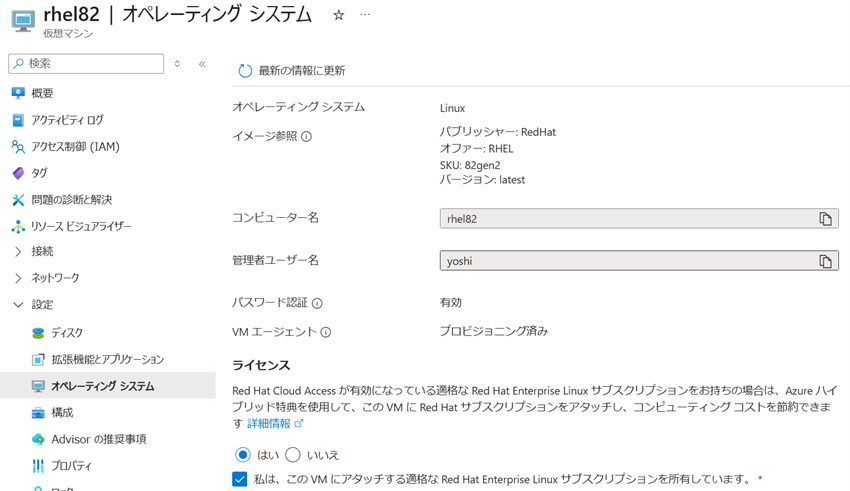 rhel82 | オペレーティング システム
仮想マシン
検索
概要
アクティビティ ログ
アクセス制御 (IAM)
タグ
問題の診断と解決
リソース ビジュアライザー
接続
ネットワーク
設定
ディスク
拡張機能とアプリケーション
オペレーティング システム
構成
Advisor の推奨事項
プロパティ
ロック
最新の情報に更新
オペレーティング システム
Linux
イメージ参照
パブリッシャー: RedHat
オファー: RHEL
SKU: 82gen2
バージョン: latest
コンピューター名
rhel82
管理者ユーザー名
yoshi
パスワード認証
有効
VM エージェント
プロビジョニング済み
ライセンス
Red Hat Cloud Access が有効になっている適格な Red Hat Enterprise Linux サブスクリプションをお持ちの場合は、Azure ハイ
ブリッド特典を使用して、この VM に Red Hat サブスクリプションをアタッチし、コンピューティング コストを節約できま
す 詳細情報
はい いいえ
私は、この VM にアタッチする適格な Red Hat Enterprise Linux サブスクリプションを所有しています。 *